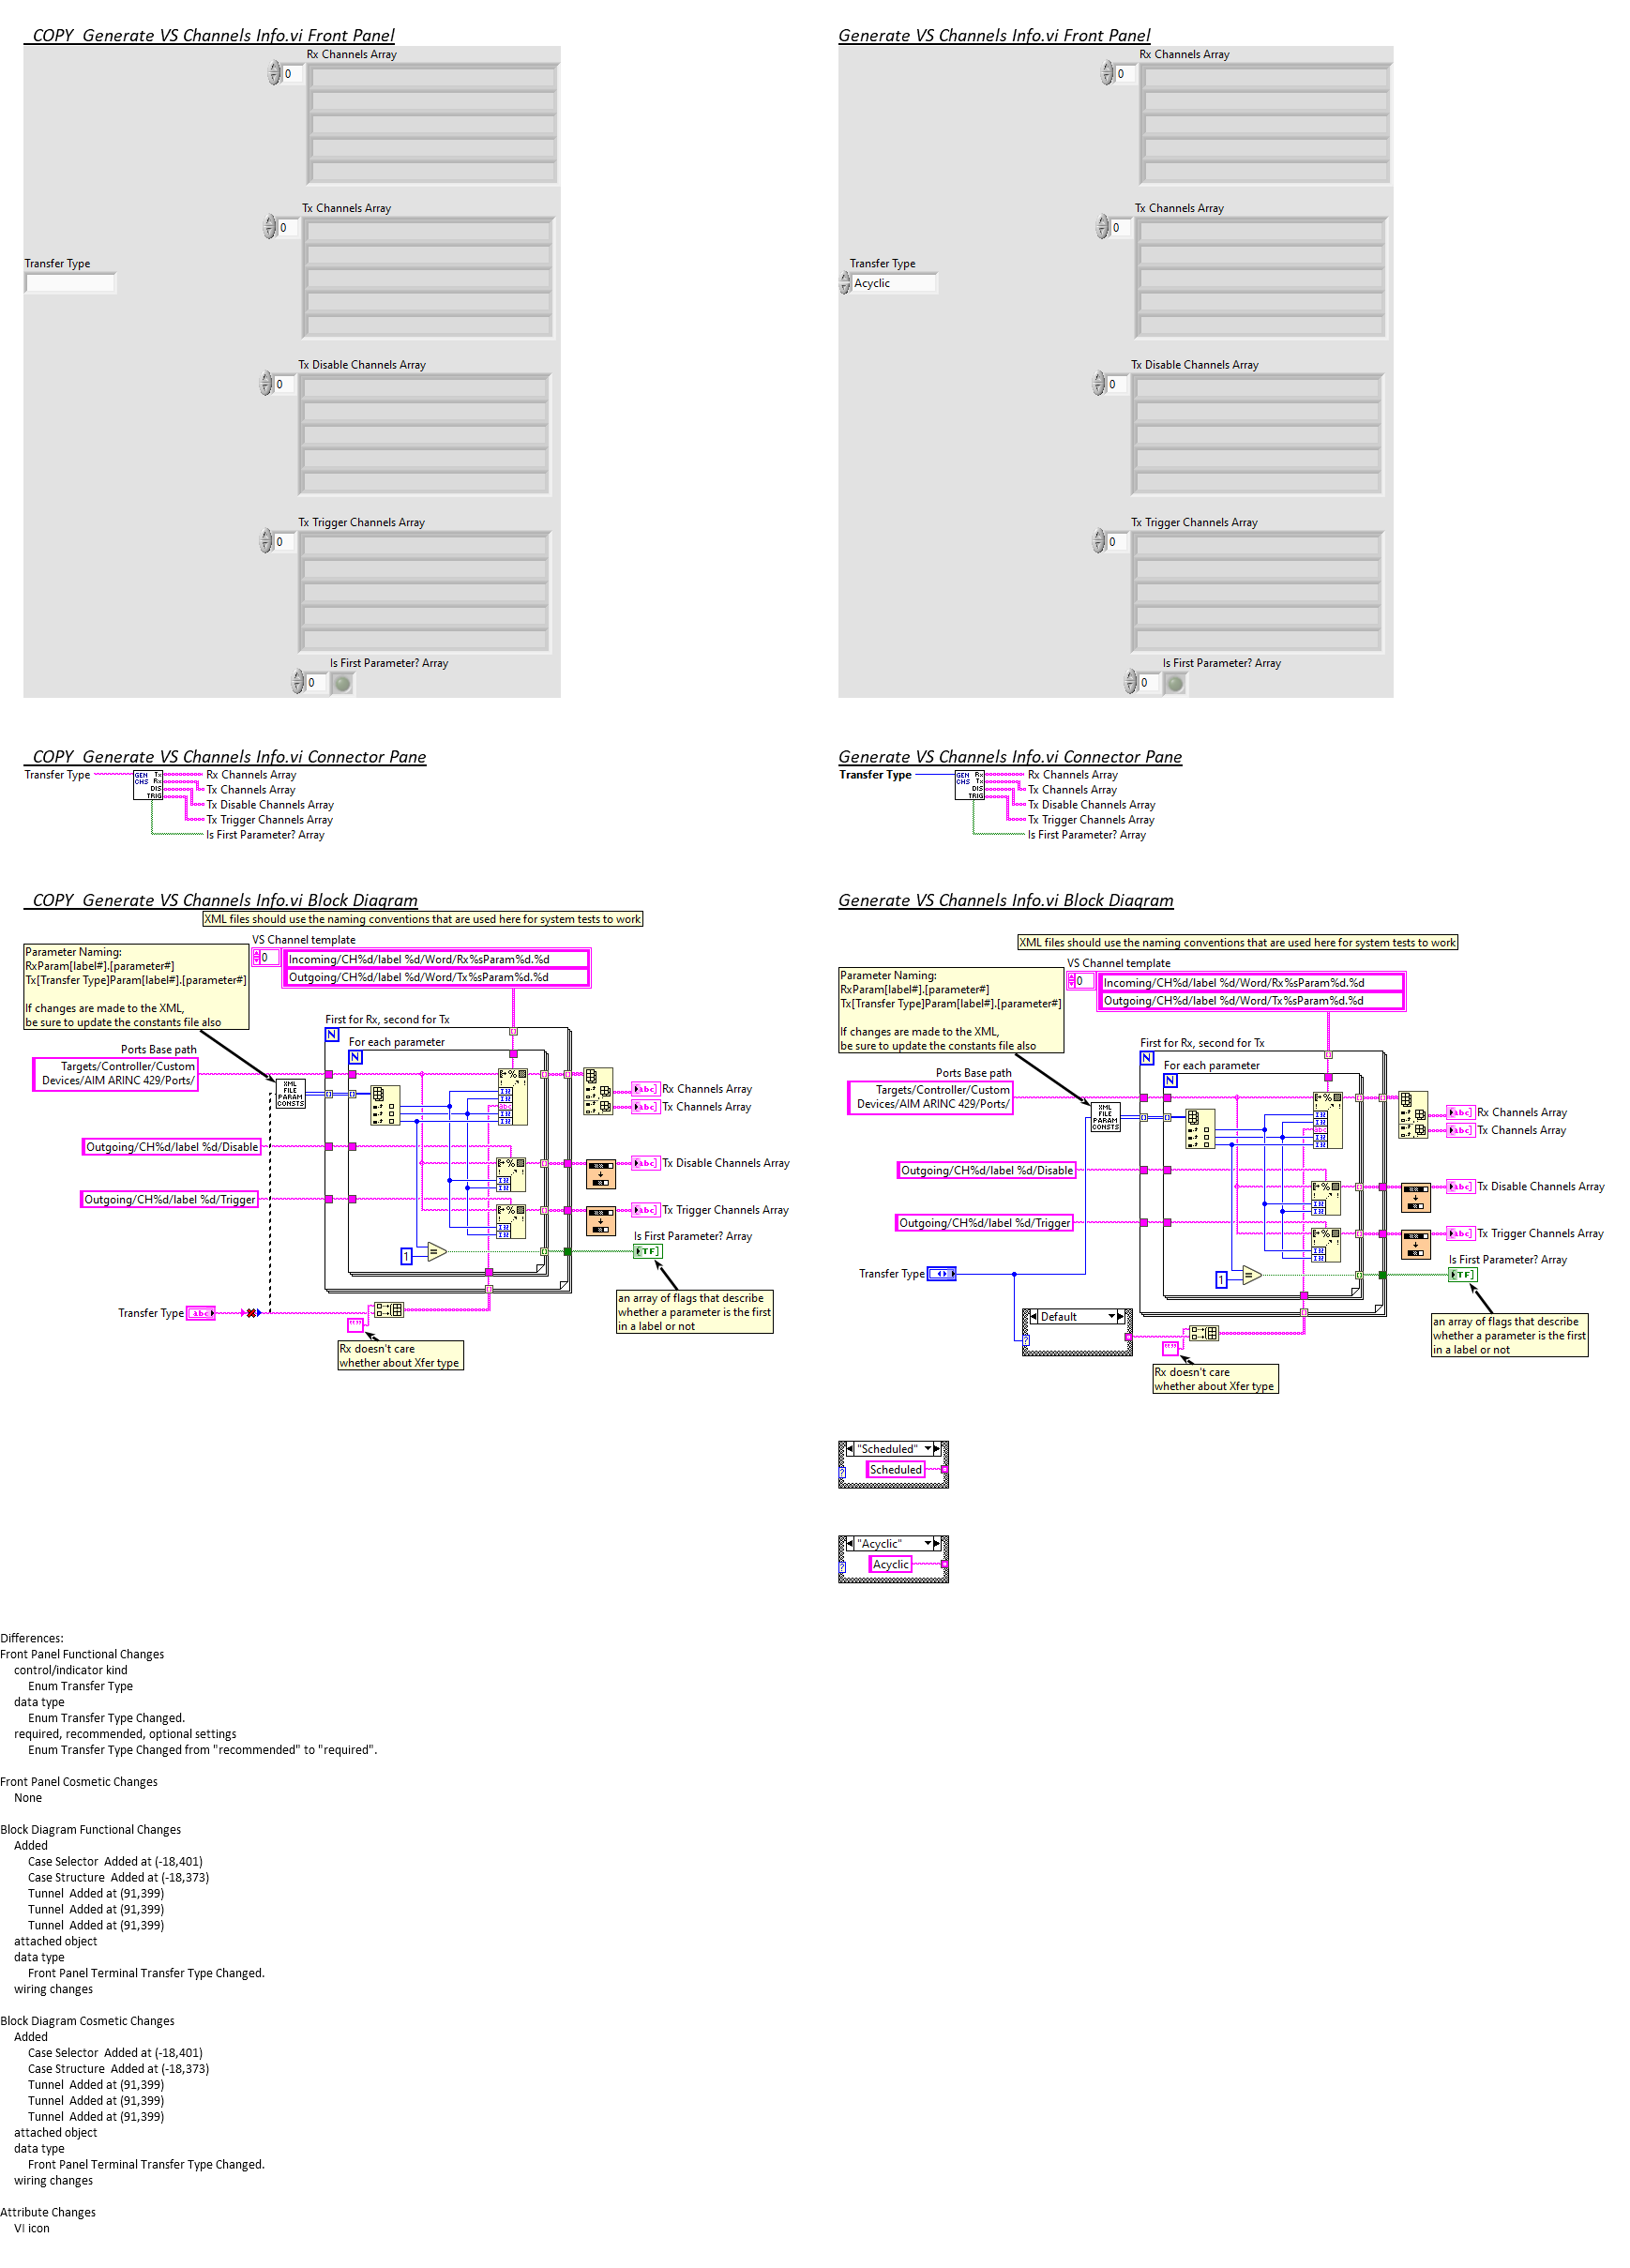 COPY  Generate VS Channels Info.vi Front Panel
Rx Channels Array
0
Tx Channels Array
0
Transfer Type
Tx Disable Channels Array
0
Tx Trigger Channels Array
0
Is First Parameter? Array
0
Generate VS Channels Info.vi Front Panel
Rx Channels Array
0
Tx Channels Array
0
Transfer Type
Acyclic
Tx Disable Channels Array
0
Tx Trigger Channels Array
0
Is First Parameter? Array
0
COPY  Generate VS Channels Info.vi Connector Pane
Transfer Type
GEN Tx
CHS Rx
DIS
TRIG
Rx Channels Array
Tx Channels Array
Tx Disable Channels Array
Tx Trigger Channels Array
Is First Parameter? Array
Generate VS Channels Info.vi Connector Pane
Transfer Type
GEN Rx
CHS Tx
DIS
TRIG
Rx Channels Array
Tx Channels Array
Tx Disable Channels Array
Tx Trigger Channels Array
Is First Parameter? Array
COPY  Generate VS Channels Info.vi Block Diagram
XML files should use the naming conventions that are used here for system tests to work
VS Channel template
0
Incoming/CH%d/label %d/Word/Rx%sParam%d.%d
Outgoing/CH%d/label %d/Word/Tx%sParam%d.%d
Parameter Naming:
RxParam[label#].[parameter#]
Tx[Transfer Type]Param[label#].[parameter#]
If changes are made to the XML,
be sure to update the constants file also
First for Rx, second for Tx
N
For each parameter
N
Ports Base path
Targets/Controller/Custom
Devices/AIM ARINC 429/Ports/
XML
FILE
PARAM
CONSTS
Rx Channels Array
Tx Channels Array
Outgoing/CH%d/label %d/Disable
Tx Disable Channels Array
Outgoing/CH%d/label %d/Trigger
Tx Trigger Channels Array
Is First Parameter? Array
1
TF
an array of flags that describe
whether a parameter is the first
in a label or not
Transfer Type
abc
Rx doesn't care
whether about Xfer type
Generate VS Channels Info.vi Block Diagram
XML files should use the naming conventions that are used here for system tests to work
VS Channel template
0
Incoming/CH%d/label %d/Word/Rx%sParam%d.%d
Outgoing/CH%d/label %d/Word/Tx%sParam%d.%d
Parameter Naming:
RxParam[label#].[parameter#]
Tx[Transfer Type]Param[label#].[parameter#]
If changes are made to the XML,
be sure to update the constants file also
First for Rx, second for Tx
N
For each parameter
N
Ports Base path
Targets/Controller/Custom
Devices/AIM ARINC 429/Ports/
XML
FILE
PARAM
CONSTS
Rx Channels Array
Tx Channels Array
Outgoing/CH%d/label %d/Disable
Tx Disable Channels Array
Outgoing/CH%d/label %d/Trigger
Tx Trigger Channels Array
Is First Parameter? Array
1
TF
an array of flags that describe
whether a parameter is the first
in a label or not
Transfer Type
Default
Rx doesn't care
whether about Xfer type
"Scheduled"
Scheduled
"Acyclic"
Acyclic
Differences:
Front Panel Functional Changes
control/indicator kind
Enum Transfer Type
data type
Enum Transfer Type Changed.
required, recommended, optional settings
Enum Transfer Type Changed from "recommended" to "required".
Front Panel Cosmetic Changes
None
Block Diagram Functional Changes
Added
Case Selector  Added at (-18,401)
Case Structure  Added at (-18,373)
Tunnel  Added at (91,399)
Tunnel  Added at (91,399)
Tunnel  Added at (91,399)
attached object
data type
Front Panel Terminal Transfer Type Changed.
wiring changes
Block Diagram Cosmetic Changes
Added
Case Selector  Added at (-18,401)
Case Structure  Added at (-18,373)
Tunnel  Added at (91,399)
Tunnel  Added at (91,399)
Tunnel  Added at (91,399)
attached object
data type
Front Panel Terminal Transfer Type Changed.
wiring changes
Attribute Changes
VI icon